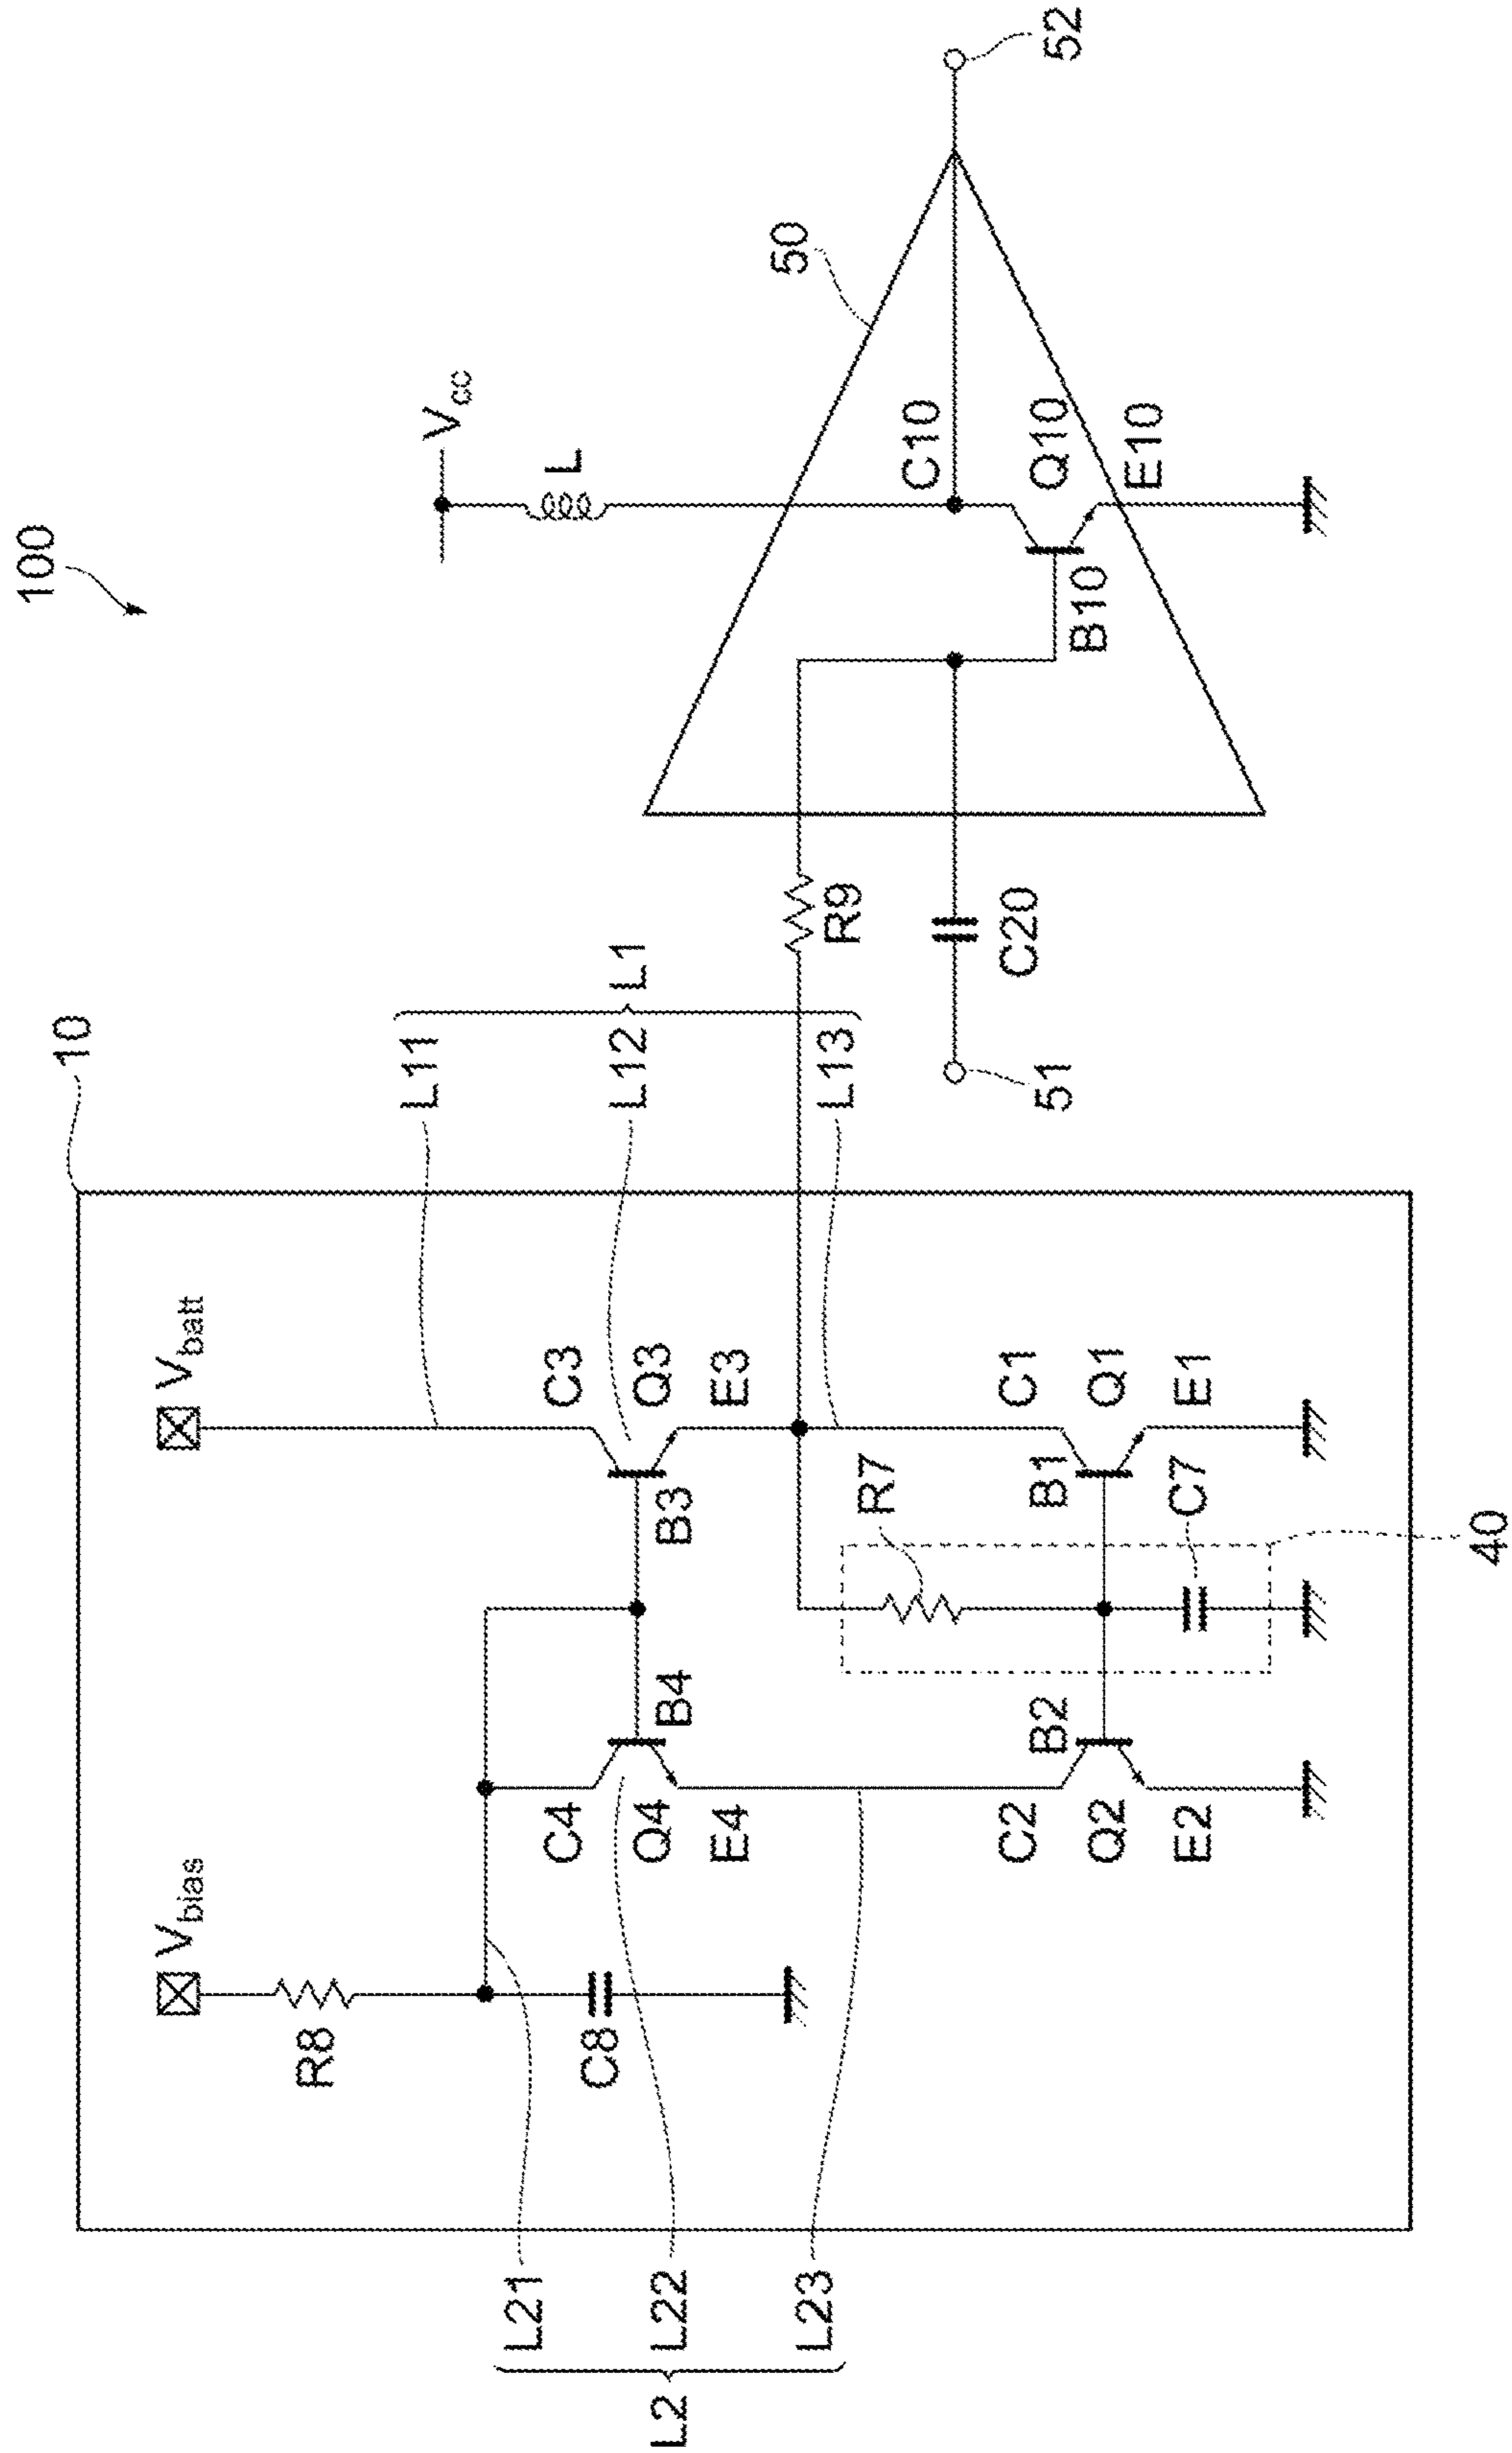 100
10
Vbias
Vbatt
R8
C8
L21
L22
L23
L2
C4
Q4
E4
B4
B3
C3
Q3
E3
L11
L12
L13
L1
R7
C2
Q2
E2
B2
B1
C1
Q1
E1
C7
40
R9
C20
51
Vcc
L
50
C10
Q10
E10
B10
52